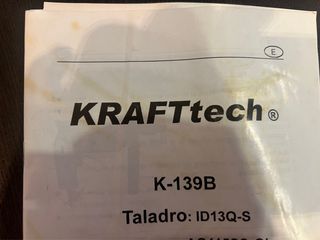 E
KRAFTtech®
K-139B
Taladro: ID13Q-S